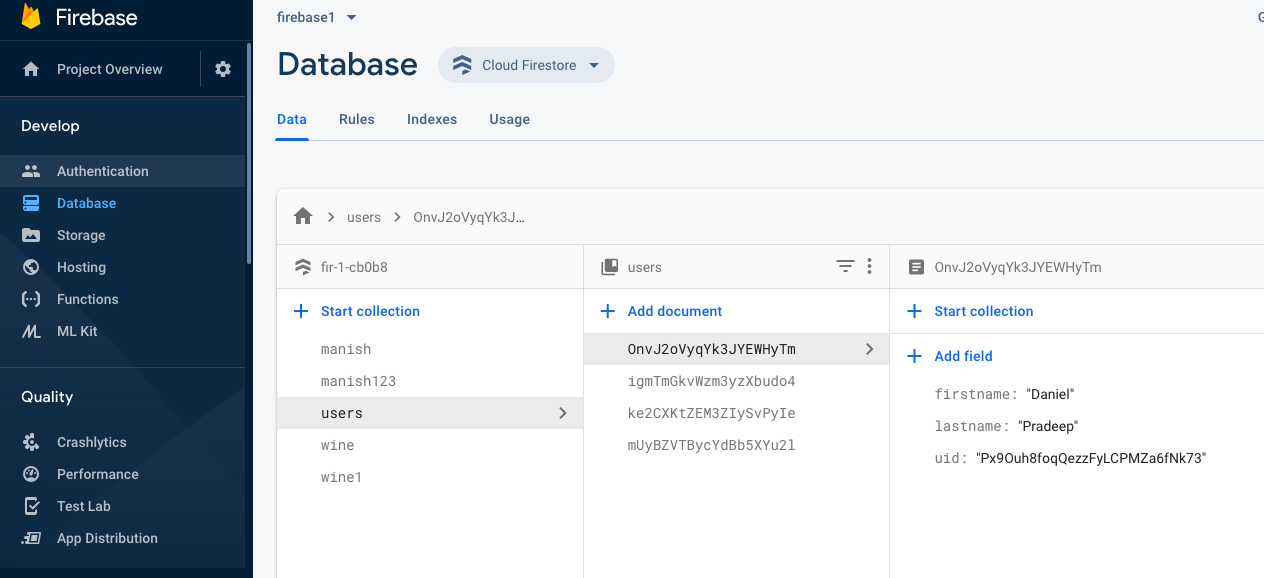 Firebase
Project Overview
Develop
Authentication
Database
Storage
Hosting
Functions
ML Kit
Quality
Crashlytics
Performance
Test Lab
App Distribution
firebase1
Database
Cloud Firestore
Data Rules Indexes Usage
users OnvJ2oVyqYk3J...
fir-1-cb0b8
Start collection
manish
manish123
users
wine
wine1
users
Add document
OnvJ2oVyqYk3JYEWHyTm
igmTmGkvWzm3yzXbudo4
ke2CXKtZEM3ZIySvPyIe
mUyBZVTBycYdBb5XYu2l
OnvJ2oVyqYk3JYEWHyTm
Start collection
Add field
firstname: "Daniel"
lastname: "Pradeep"
uid: "Px9Ouh8foqQezzFyLCPMZa6fNk73"